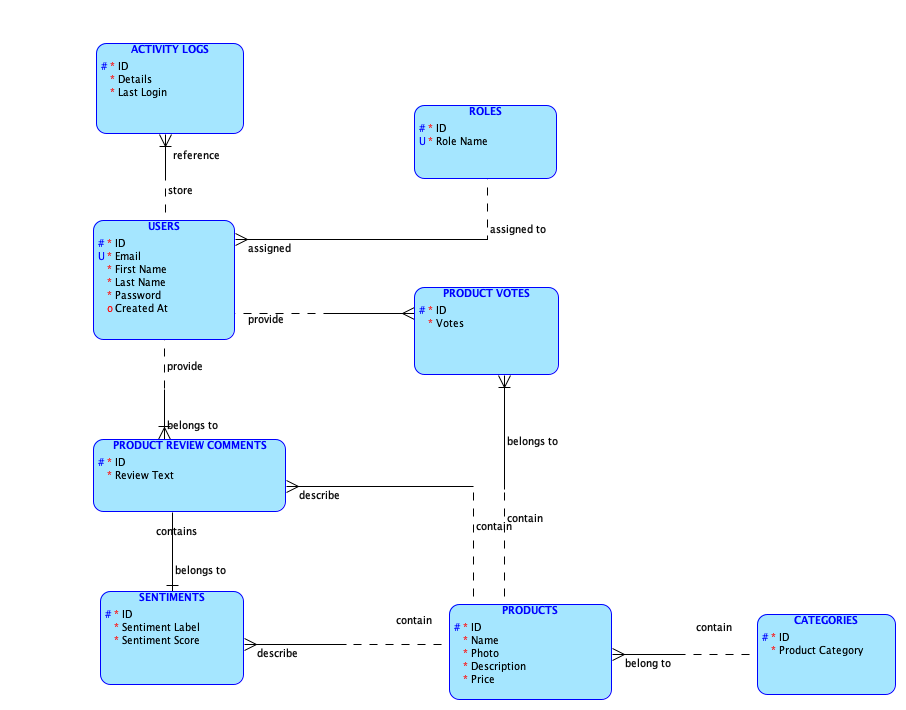 ACTIVITY LOGS
# * ID
* Details
* Last Login
reference
store
ROLES
# * ID
U * Role Name
assigned to
assigned
USERS
# * ID
U * Email
* First Name
* Last Name
* Password
o Created At
provide
PRODUCT VOTES
# * ID
* Votes
provide
belongs to
belongs to
contain
PRODUCT REVIEW COMMENTS
# * ID
* Review Text
describe
contain
contains
belongs to
SENTIMENTS
# * ID
* Sentiment Label
* Sentiment Score
contain
describe
PRODUCTS
# * ID
* Name
* Photo
* Description
* Price
contain
belong to
CATEGORIES
# * ID
* Product Category